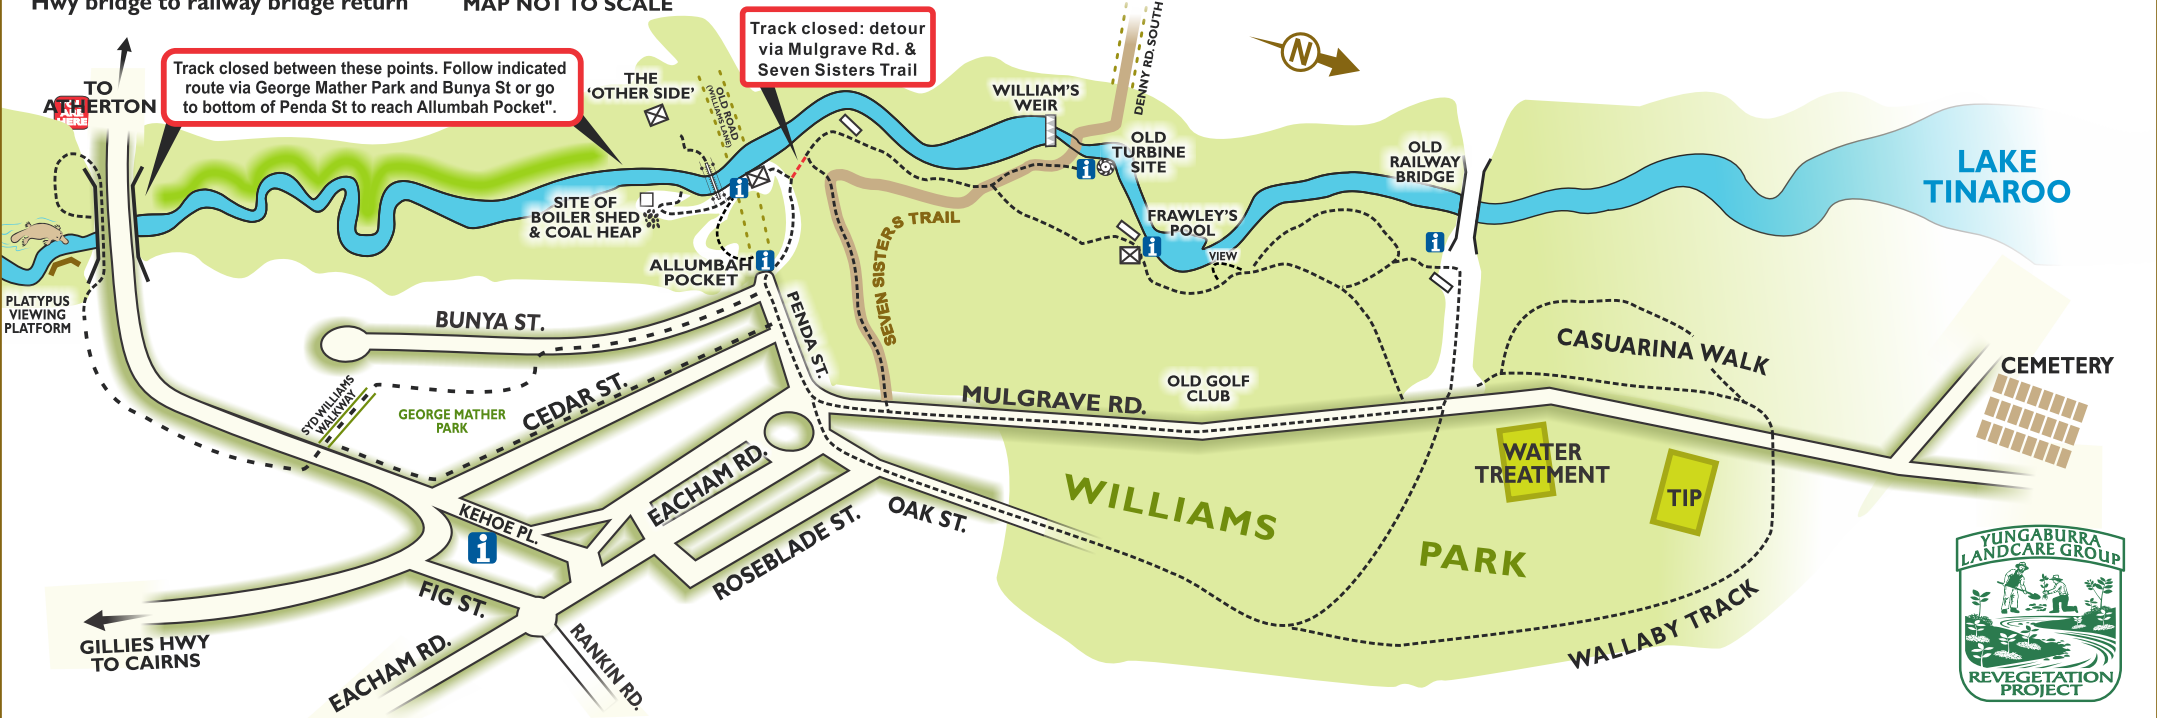 Hwy bridge to railway bridge return
MAP NOT TO SCALE
Track closed between these points. Follow indicated
route via George Mather Park and Bunya St or go
to bottom of Penda St to reach Allumbah Pocket".
Track closed: detour
via Mulgrave Rd. &
Seven Sisters Trail
TO
ATHERTON
HERE
THE
'OTHER SIDE'
OLD ROAD
(WILLIAMS LANE)
WILLIAM'S
WEIR
DENNY RD. SOUTH
N
OLD
TURBINE
SITE
OLD
RAILWAY
BRIDGE
LAKE
TINAROO
SITE OF
BOILER SHED
& COAL HEAP
i
i
i
i
i
i
FRAWLEY'S
POOL
VIEW
SEVEN SISTERS TRAIL
ALLUMBAH
POCKET
PLATYPUS
VIEWING
PLATFORM
BUNYA ST.
PENDA ST.
SYD WILLIAMS
WALKWAY
GEORGE MATHER
PARK
CEDAR ST.
MULGRAVE RD.
OLD GOLF
CLUB
CASUARINA WALK
CEMETERY
WATER
TREATMENT
TIP
WILLIAMS
PARK
EACHAM RD.
KEHOE PL.
OAK ST.
ROSEBLADE ST.
FIG ST.
GILLIES HWY
TO CAIRNS
EACHAM RD.
RANKIN RD.
WALLABY TRACK
YUNGABURRA
LANDCARE GROUP
REVEGETATION
PROJECT